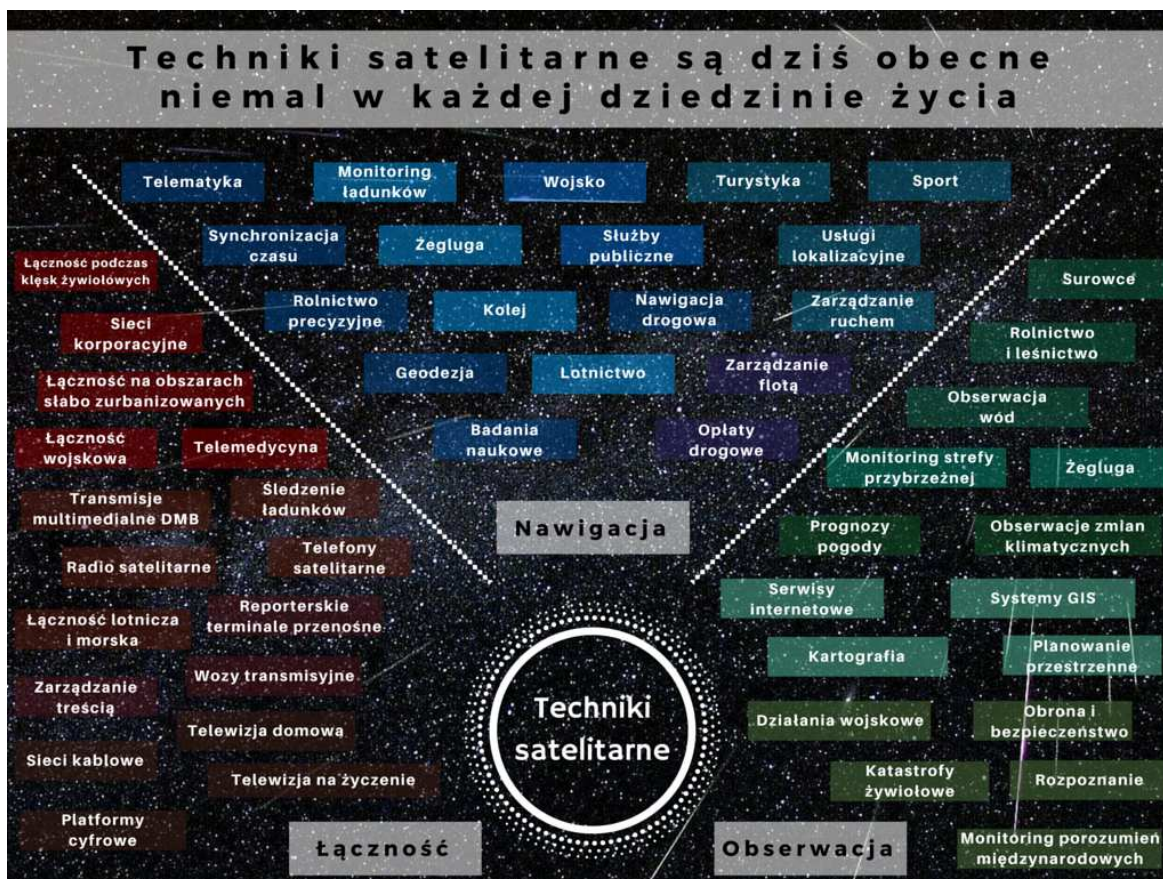 Techniki satelitarne są dziś obecne
niemal w każdej dziedzinie życia
Telematyka
Monitoring
ładunków
Wojsko
Turystyka
Sport
Synchronizacja
czasu
Żegluga
Służby
publiczne
Usługi
lokalizacyjne
Rolnictwo
precyzyjne
Kolej
Nawigacja
drogowa
Zarządzanie
ruchem
Geodezja
Lotnictwo
Zarządzanie
flotą
Badania
naukowe
Opłaty
drogowe
Nawigacja
Łączność podczas
klęsk żywiołowych
Sieci
korporacyjne
Łączność na obszarach
słabo zurbanizowanych
Łączność
wojskowa
Telemedycyna
Transmisje
multimedialne DMB
Śledzenie
ładunków
Radio satelitarne
Telefony
satelitarne
Łączność lotnicza
i morska
Reporterskie
terminale przenośne
Zarządzanie
treścią
Wozy transmisyjne
Telewizja domowa
Sieci kablowe
Telewizja na życzenie
Platformy
cyfrowe
Łączność
Techniki
satelitarne
Surowce
Rolnictwo
i leśnictwo
Obserwacja
wód
Monitoring strefy
przybrzeżnej
Żegluga
Prognozy
pogody
Obserwacje zmian
klimatycznych
Serwisy
internetowe
Systemy GIS
Kartografia
Planowanie
przestrzenne
Działania wojskowe
Obrona i
bezpieczeństwo
Katastrofy
żywiołowe
Rozpoznanie
Monitoring porozumień
międzynarodowych
Obserwacja